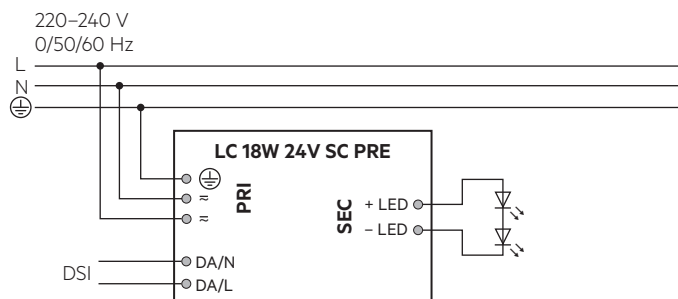 220–240 V
0/50/60 Hz
L
N
LC 18W 24V SC PRE
PRI
≂
≂
SEC
+ LED
– LED
DSI
DA/N
DA/L